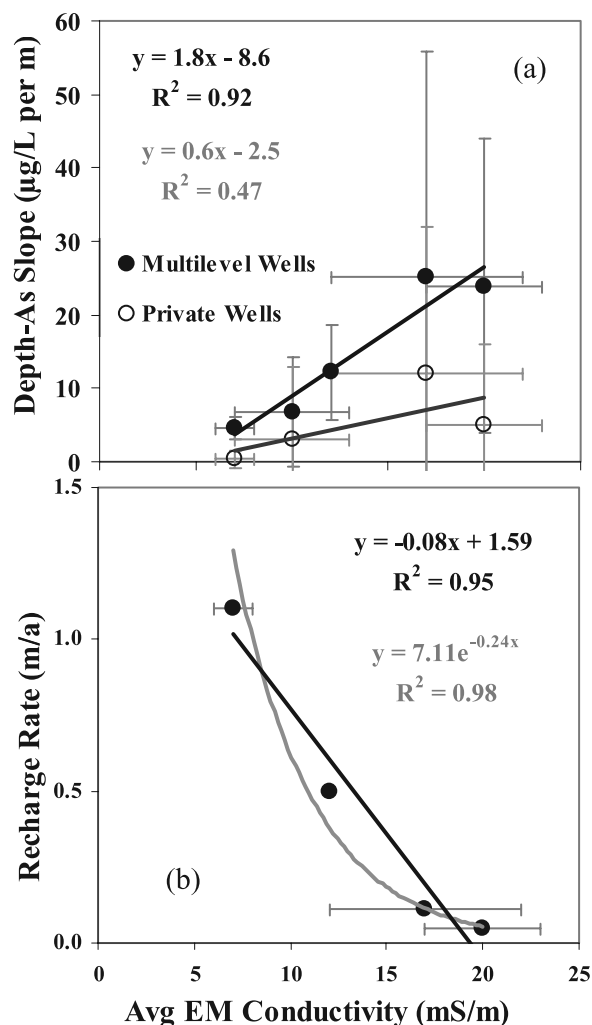 60
50
40
30
20
10
0
Depth-As Slope (µg/L per m)
(a)
y = 1.8x - 8.6
R² = 0.92
y = 0.6x - 2.5
R² = 0.47
Multilevel Wells
Private Wells
1.5
1.0
0.5
0.0
Recharge Rate (m/a)
y = -0.08x + 1.59
R² = 0.95
y = 7.11e^-0.24x
R² = 0.98
(b)
0 5 10 15 20 25
Avg EM Conductivity (mS/m)